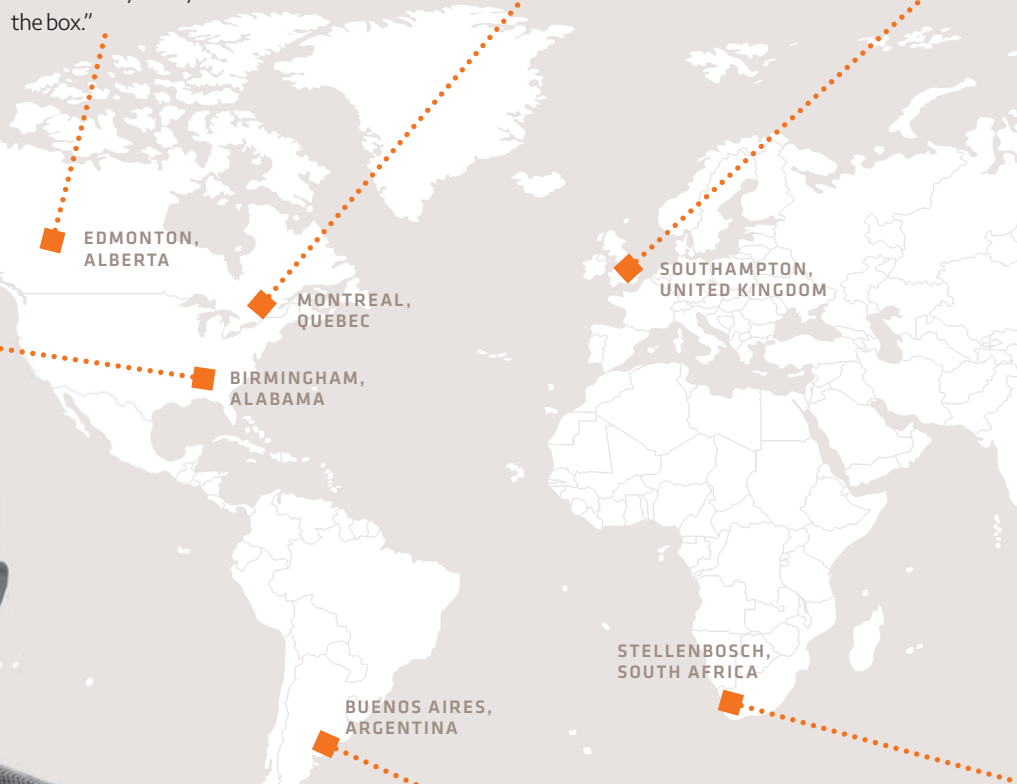 the box.”
EDMONTON,
ALBERTA
MONTREAL,
QUEBEC
SOUTHAMPTON,
UNITED KINGDOM
BIRMINGHAM,
ALABAMA
STELLENBOSCH,
SOUTH AFRICA
BUENOS AIRES,
ARGENTINA